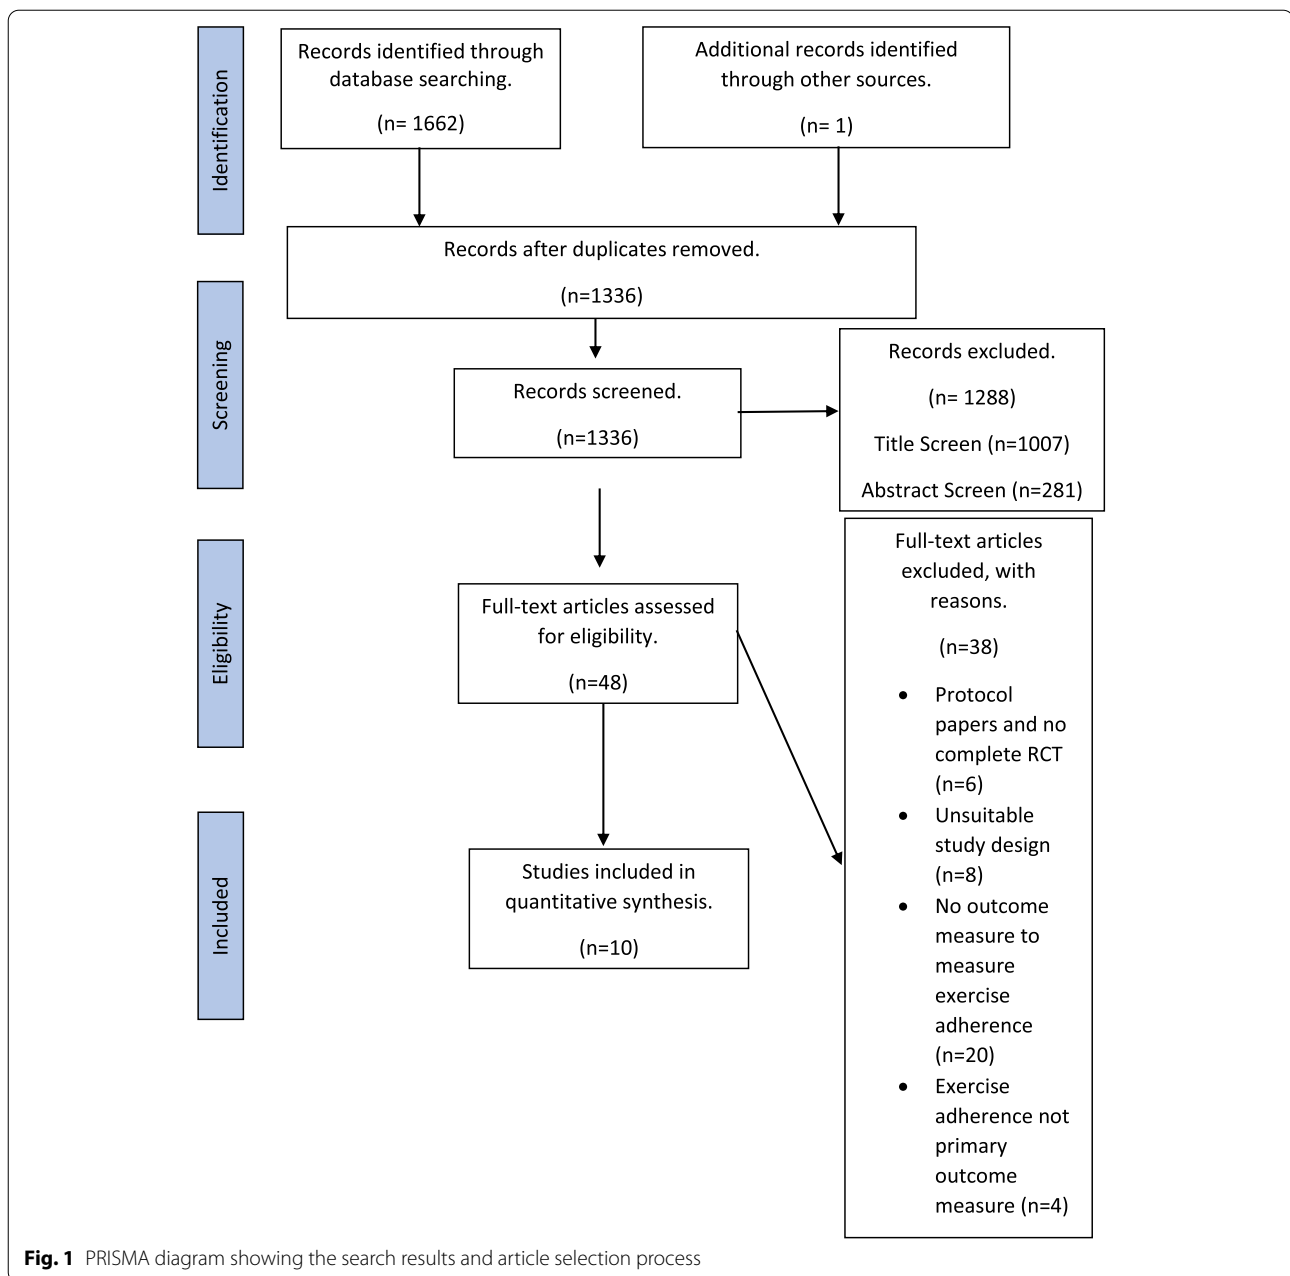 Identification
Records identified through
database searching.
(n= 1662)
Additional records identified
through other sources.
(n= 1)
Records after duplicates removed.
(n=1336)
Screening
Records screened.
(n=1336)
Records excluded.
(n= 1288)
Title Screen (n=1007)
Abstract Screen (n=281)
Eligibility
Full-text articles assessed
for eligibility.
(n=48)
Full-text articles
excluded, with
reasons.
(n=38)
• Protocol
papers and no
complete RCT
(n=6)
• Unsuitable
study design
(n=8)
• No outcome
measure to
measure
exercise
adherence
(n=20)
• Exercise
adherence not
primary
outcome
measure (n=4)
Included
Studies included in
quantitative synthesis.
(n=10)
Fig. 1 PRISMA diagram showing the search results and article selection process